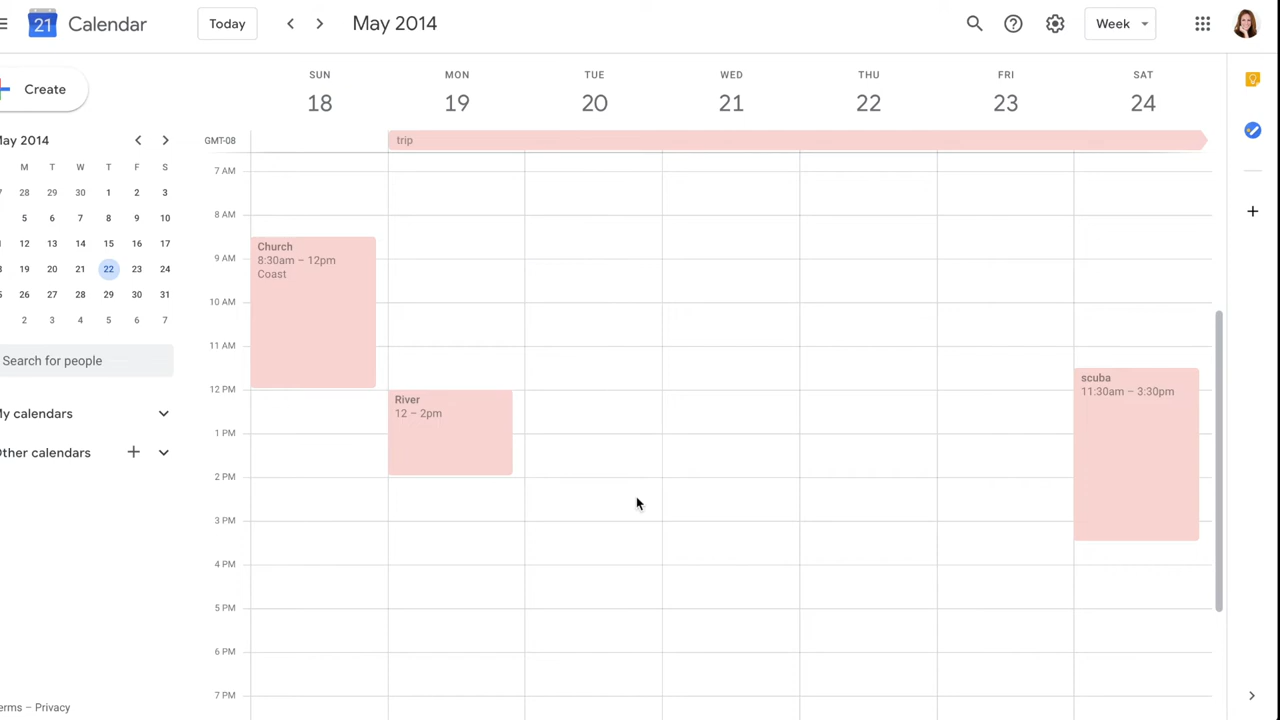 21 Calendar Today May 2014 Week
Create
May 2014
M T W T F S
28 29 30 1 2 3
5 6 7 8 9 10
12 13 14 15 16 17
19 20 21 22 23 24
26 27 28 29 30 31
2 3 4 5 6 7
Search for people
My calendars
Other calendars
Terms – Privacy
SUN MON TUE WED THU FRI SAT
18 19 20 21 22 23 24
GMT-08 trip
7 AM
8 AM
Church
8:30am – 12pm
Coast
9 AM
10 AM
11 AM
scuba
11:30am – 3:30pm
12 PM
River
12 – 2pm
1 PM
2 PM
3 PM
4 PM
5 PM
6 PM
7 PM